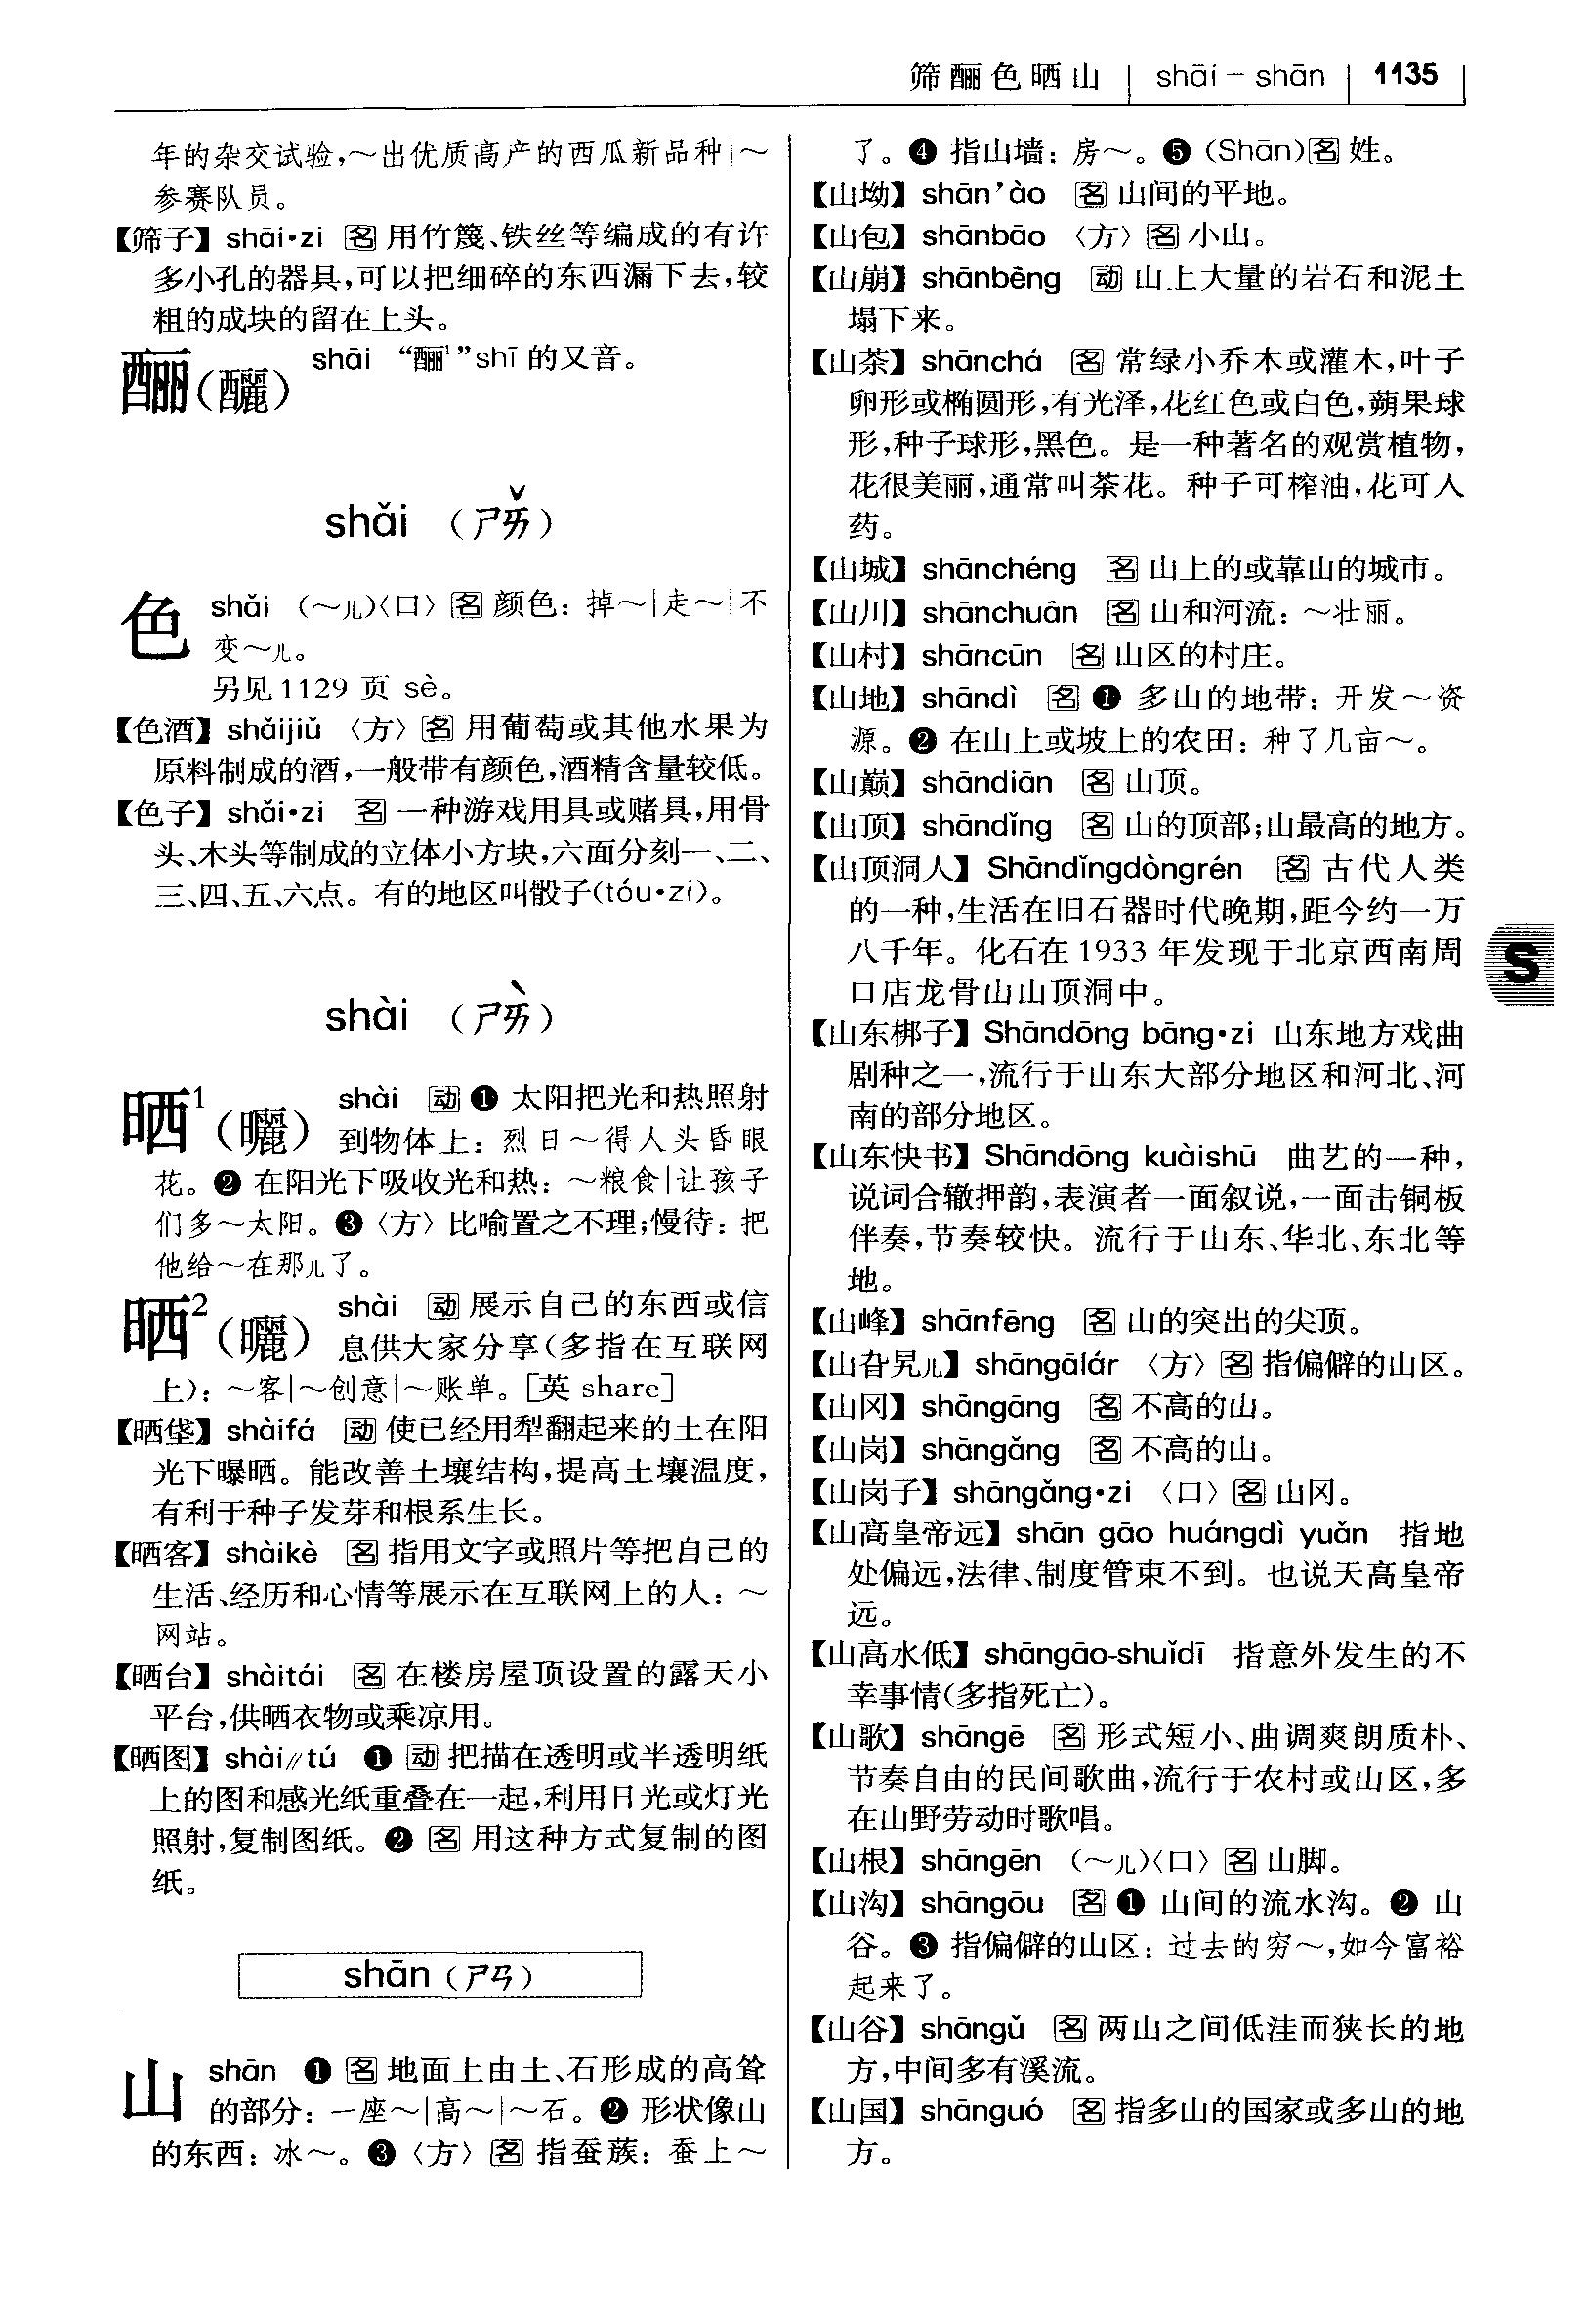 筛酾色晒山 | shāi－shān | 1135
年的杂交试验,～出优质高产的西瓜新品种|～
参赛队员。
【筛子】shāi·zi 名 用竹篾、铁丝等编成的有许
多小孔的器具,可以把细碎的东西漏下去,较
粗的成块的留在上头。
酾(釃) shāi “酾¹”shī 的又音。
shǎi （ㄕㄞˇ）
色 shǎi （～儿）〈口〉名 颜色：掉～|走～|不
变～儿。
另见1129 页 sè。
【色酒】shǎijiǔ 〈方〉名 用葡萄或其他水果为
原料制成的酒,一般带有颜色,酒精含量较低。
【色子】shǎi·zi 名 一种游戏用具或赌具,用骨
头、木头等制成的立体小方块,六面分刻一、二、
三、四、五、六点。有的地区叫骰子(tóu·zi)。
shài （ㄕㄞˋ）
晒¹(曬) shài 动 ❶ 太阳把光和热照射
到物体上：烈日～得人头昏眼
花。❷ 在阳光下吸收光和热：～粮食|让孩子
们多～太阳。❸〈方〉比喻置之不理;慢待：把
他给～在那儿了。
晒²(曬) shài 动 展示自己的东西或信
息供大家分享(多指在互联网
上)：～客|～创意|～账单。[英 share]
【晒垡】shàifá 动 使已经用犁翻起来的土在阳
光下曝晒。能改善土壤结构,提高土壤温度,
有利于种子发芽和根系生长。
【晒客】shàikè 名 指用文字或照片等把自己的
生活、经历和心情等展示在互联网上的人：～
网站。
【晒台】shàitái 名 在楼房屋顶设置的露天小
平台,供晒衣物或乘凉用。
【晒图】shài∥tú ❶ 动 把描在透明或半透明纸
上的图和感光纸重叠在一起,利用日光或灯光
照射,复制图纸。❷ 名 用这种方式复制的图
纸。
shān（ㄕㄢ）
山 shān ❶ 名 地面上由土、石形成的高耸
的部分：一座～|高～|～石。❷ 形状像山
的东西：冰～。❸〈方〉名 指蚕蔟：蚕上～
了。❹ 指山墙：房～。❺ (Shān)名 姓。
【山坳】shān’ào 名 山间的平地。
【山包】shānbāo 〈方〉名 小山。
【山崩】shānbēng 动 山上大量的岩石和泥土
塌下来。
【山茶】shānchá 名 常绿小乔木或灌木,叶子
卵形或椭圆形,有光泽,花红色或白色,蒴果球
形,种子球形,黑色。是一种著名的观赏植物,
花很美丽,通常叫茶花。种子可榨油,花可入
药。
【山城】shānchéng 名 山上的或靠山的城市。
【山川】shānchuān 名 山和河流：～壮丽。
【山村】shāncūn 名 山区的村庄。
【山地】shāndì 名 ❶ 多山的地带：开发～资
源。❷ 在山上或坡上的农田：种了几亩～。
【山巅】shāndiān 名 山顶。
【山顶】shāndǐng 名 山的顶部;山最高的地方。
【山顶洞人】Shāndǐngdòngrén 名 古代人类
的一种,生活在旧石器时代晚期,距今约一万
八千年。化石在 1933 年发现于北京西南周
口店龙骨山山顶洞中。
【山东梆子】Shāndōng bāng·zi 山东地方戏曲
剧种之一,流行于山东大部分地区和河北、河
南的部分地区。
【山东快书】Shāndōng kuàishū 曲艺的一种,
说词合辙押韵,表演者一面叙说,一面击铜板
伴奏,节奏较快。流行于山东、华北、东北等
地。
【山峰】shānfēng 名 山的突出的尖顶。
【山旮旯儿】shāngālár 〈方〉名 指偏僻的山区。
【山冈】shāngāng 名 不高的山。
【山岗】shāngǎng 名 不高的山。
【山岗子】shāngǎng·zi 〈口〉名 山冈。
【山高皇帝远】shān gāo huángdì yuǎn 指地
处偏远,法律、制度管束不到。也说天高皇帝
远。
【山高水低】shāngāo-shuǐdī 指意外发生的不
幸事情(多指死亡)。
【山歌】shāngē 名 形式短小、曲调爽朗质朴、
节奏自由的民间歌曲,流行于农村或山区,多
在山野劳动时歌唱。
【山根】shāngēn （～儿）〈口〉名 山脚。
【山沟】shāngōu 名 ❶ 山间的流水沟。❷ 山
谷。❸ 指偏僻的山区：过去的穷～,如今富裕
起来了。
【山谷】shāngǔ 名 两山之间低洼而狭长的地
方,中间多有溪流。
【山国】shānguó 名 指多山的国家或多山的地
方。
S